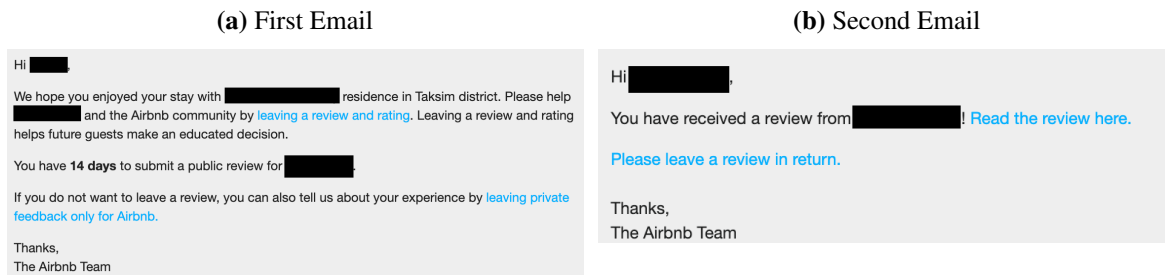 (a) First Email
Hi ,
We hope you enjoyed your stay with residence in Taksim district. Please help
and the Airbnb community by leaving a review and rating. Leaving a review and rating
helps future guests make an educated decision.
You have 14 days to submit a public review for .
If you do not want to leave a review, you can also tell us about your experience by leaving private
feedback only for Airbnb.
Thanks,
The Airbnb Team
(b) Second Email
Hi ,
You have received a review from ! Read the review here.
Please leave a review in return.
Thanks,
The Airbnb Team